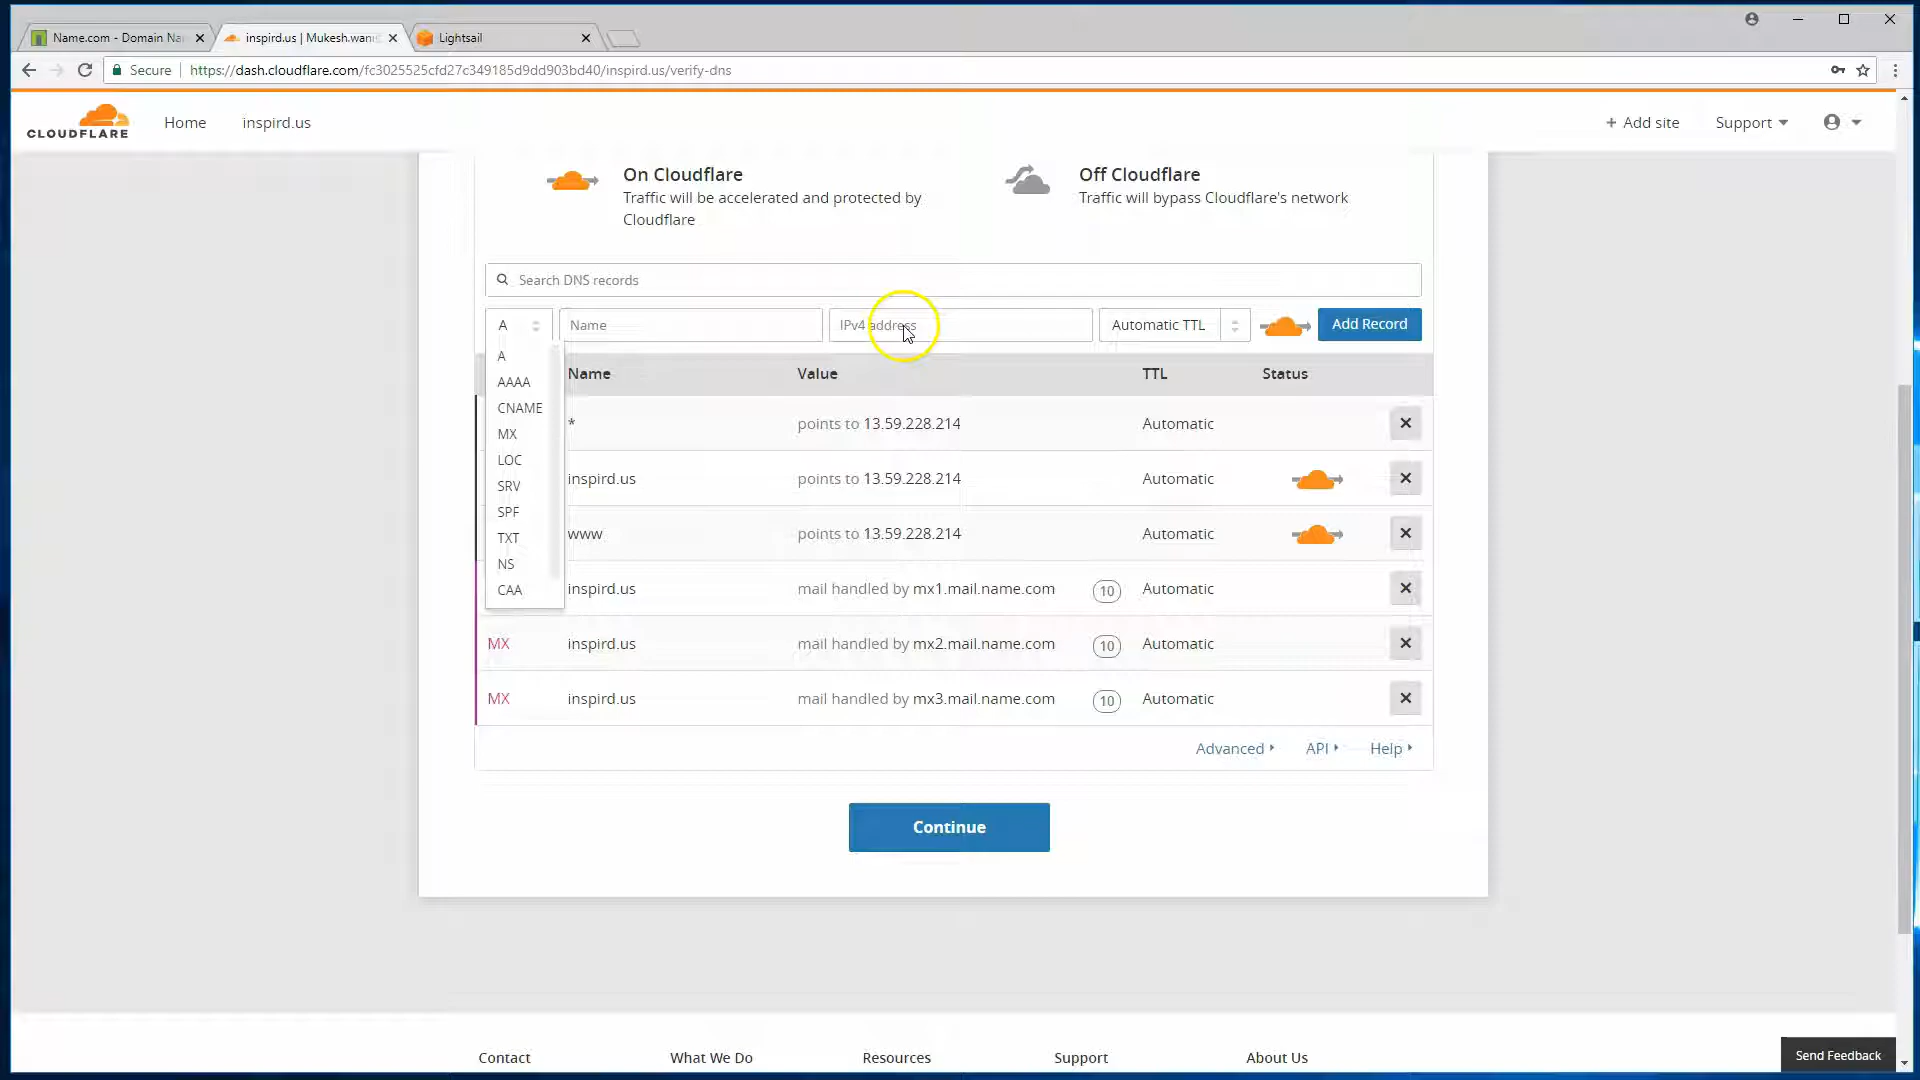 Name.com - Domain Na
inspird.us | Mukesh.wani
Lightsail
Secure
https://dash.cloudflare.com/fc3025525cfd27c349185d9dd903bd40/inspird.us/verify-dns
CLOUDFLARE
Home
inspird.us
+ Add site
Support
On Cloudflare
Traffic will be accelerated and protected by
Cloudflare
Off Cloudflare
Traffic will bypass Cloudflare's network
Search DNS records
A
Name
IPv4 address
Automatic TTL
Add Record
A
AAAA
CNAME
MX
LOC
SRV
SPF
TXT
NS
CAA
Name Value TTL Status
* points to 13.59.228.214 Automatic
inspird.us points to 13.59.228.214 Automatic
www points to 13.59.228.214 Automatic
inspird.us mail handled by mx1.mail.name.com 10 Automatic
MX inspird.us mail handled by mx2.mail.name.com 10 Automatic
MX inspird.us mail handled by mx3.mail.name.com 10 Automatic
Advanced API Help
Continue
Contact What We Do Resources Support About Us
Send Feedback